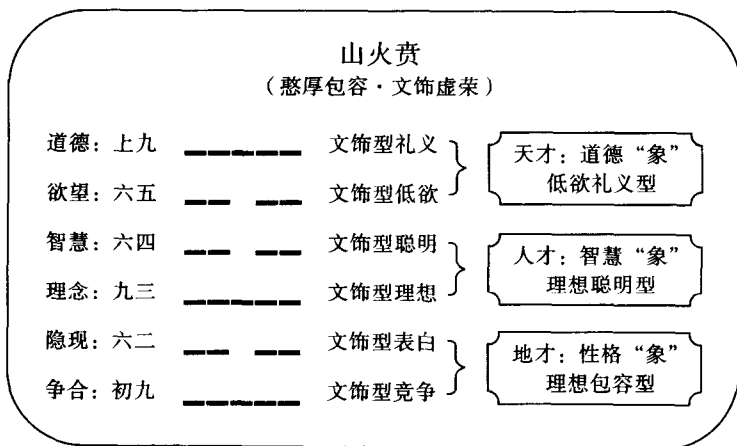 山火贲
（憨厚包容·文饰虚荣）
道德：上九 文饰型礼义
欲望：六五 文饰型低欲
天才：道德“象”
低欲礼义型
智慧：六四 文饰型聪明
理念：九三 文饰型理想
人才：智慧“象”
理想聪明型
隐现：六二 文饰型表白
争合：初九 文饰型竞争
地才：性格“象”
理想包容型